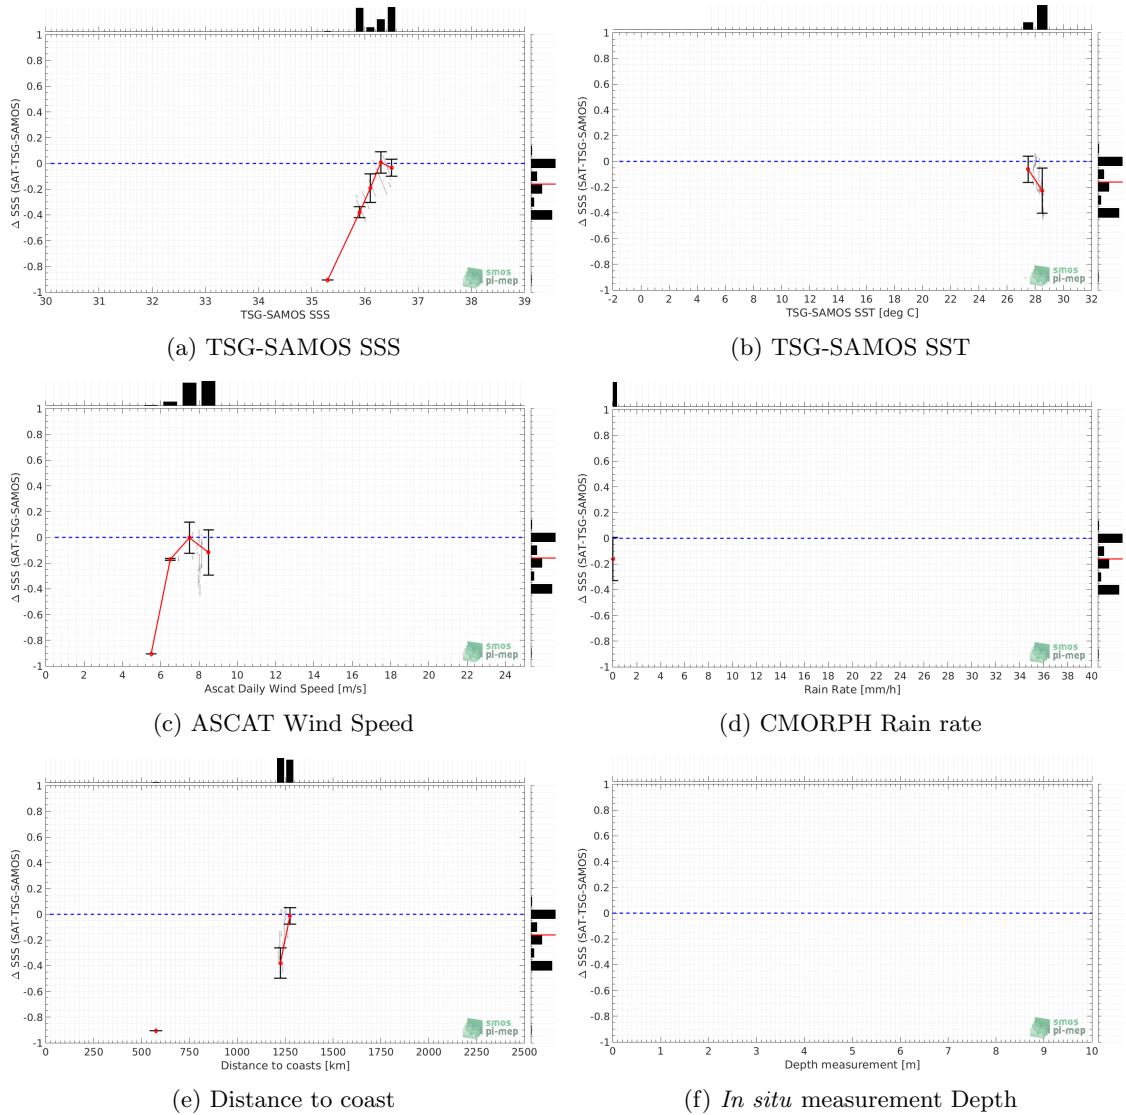 1
0.8
0.6
0.4
0.2
0
-0.2
-0.4
-0.6
-0.8
-1
Δ SSS (SAT-TSG-SAMOS)
smos
pi-mep
30 31 32 33 34 35 36 37 38 39
TSG-SAMOS SSS
(a) TSG-SAMOS SSS
1
0.8
0.6
0.4
0.2
0
-0.2
-0.4
-0.6
-0.8
-1
Δ SSS (SAT-TSG-SAMOS)
smos
pi-mep
-2 0 2 4 6 8 10 12 14 16 18 20 22 24 26 28 30 32
TSG-SAMOS SST [deg C]
(b) TSG-SAMOS SST
1
0.8
0.6
0.4
0.2
0
-0.2
-0.4
-0.6
-0.8
-1
Δ SSS (SAT-TSG-SAMOS)
smos
pi-mep
0 2 4 6 8 10 12 14 16 18 20 22 24
Ascat Daily Wind Speed [m/s]
(c) ASCAT Wind Speed
1
0.8
0.6
0.4
0.2
0
-0.2
-0.4
-0.6
-0.8
-1
Δ SSS (SAT-TSG-SAMOS)
smos
pi-mep
0 2 4 6 8 10 12 14 16 18 20 22 24 26 28 30 32 34 36 38 40
Rain Rate [mm/h]
(d) CMORPH Rain rate
1
0.8
0.6
0.4
0.2
0
-0.2
-0.4
-0.6
-0.8
-1
Δ SSS (SAT-TSG-SAMOS)
smos
pi-mep
0 250 500 750 1000 1250 1500 1750 2000 2250 2500
Distance to coasts [km]
(e) Distance to coast
1
0.8
0.6
0.4
0.2
0
-0.2
-0.4
-0.6
-0.8
-1
Δ SSS (SAT-TSG-SAMOS)
smos
pi-mep
0 1 2 3 4 5 6 7 8 9 10
Depth measurement [m]
(f) In situ measurement Depth